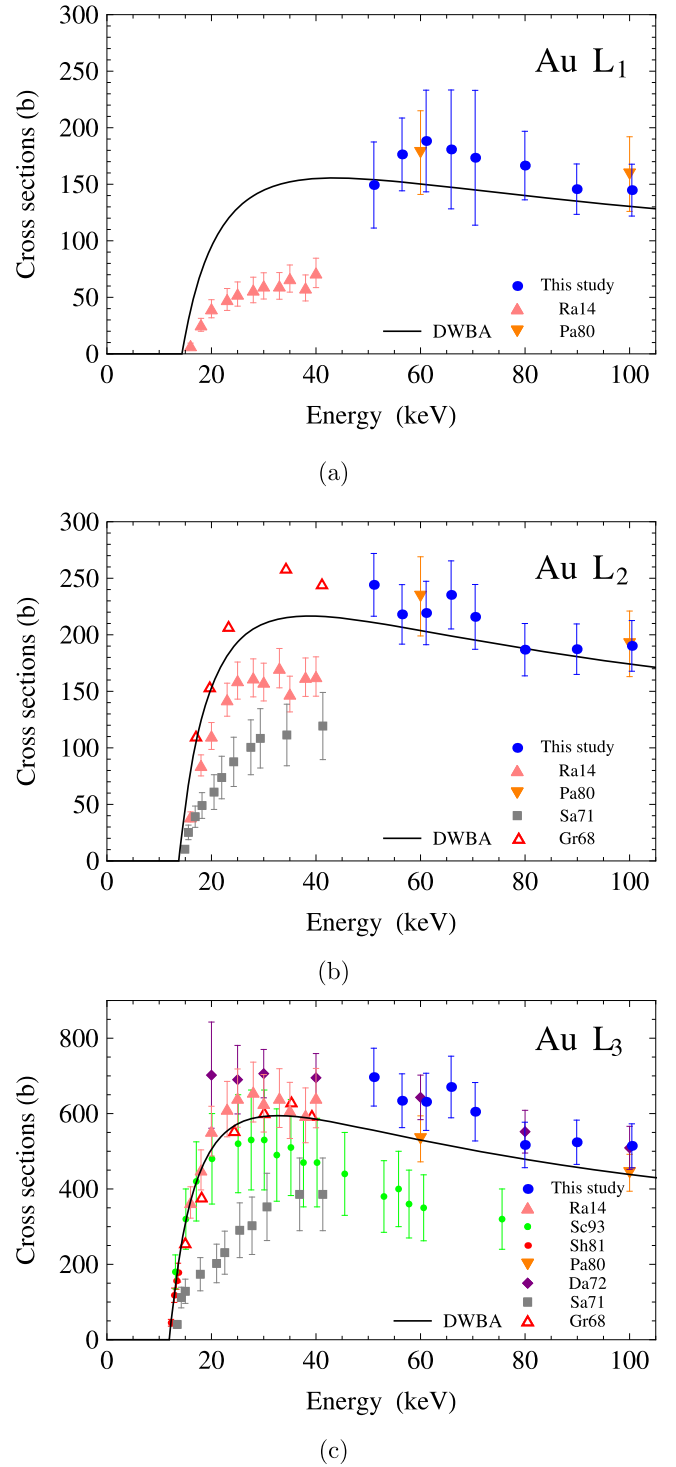 Au L1
300
250
200
150
100
50
0
Cross sections (b)
This study
Ra14
DWBA Pa80
0 20 40 60 80 100
Energy (keV)
(a)
Au L2
300
250
200
150
100
50
0
Cross sections (b)
This study
Ra14
Pa80
Sa71
DWBA Gr68
0 20 40 60 80 100
Energy (keV)
(b)
Au L3
800
600
400
200
0
Cross sections (b)
This study
Ra14
Sc93
Sh81
Pa80
Da72
Sa71
DWBA Gr68
0 20 40 60 80 100
Energy (keV)
(c)